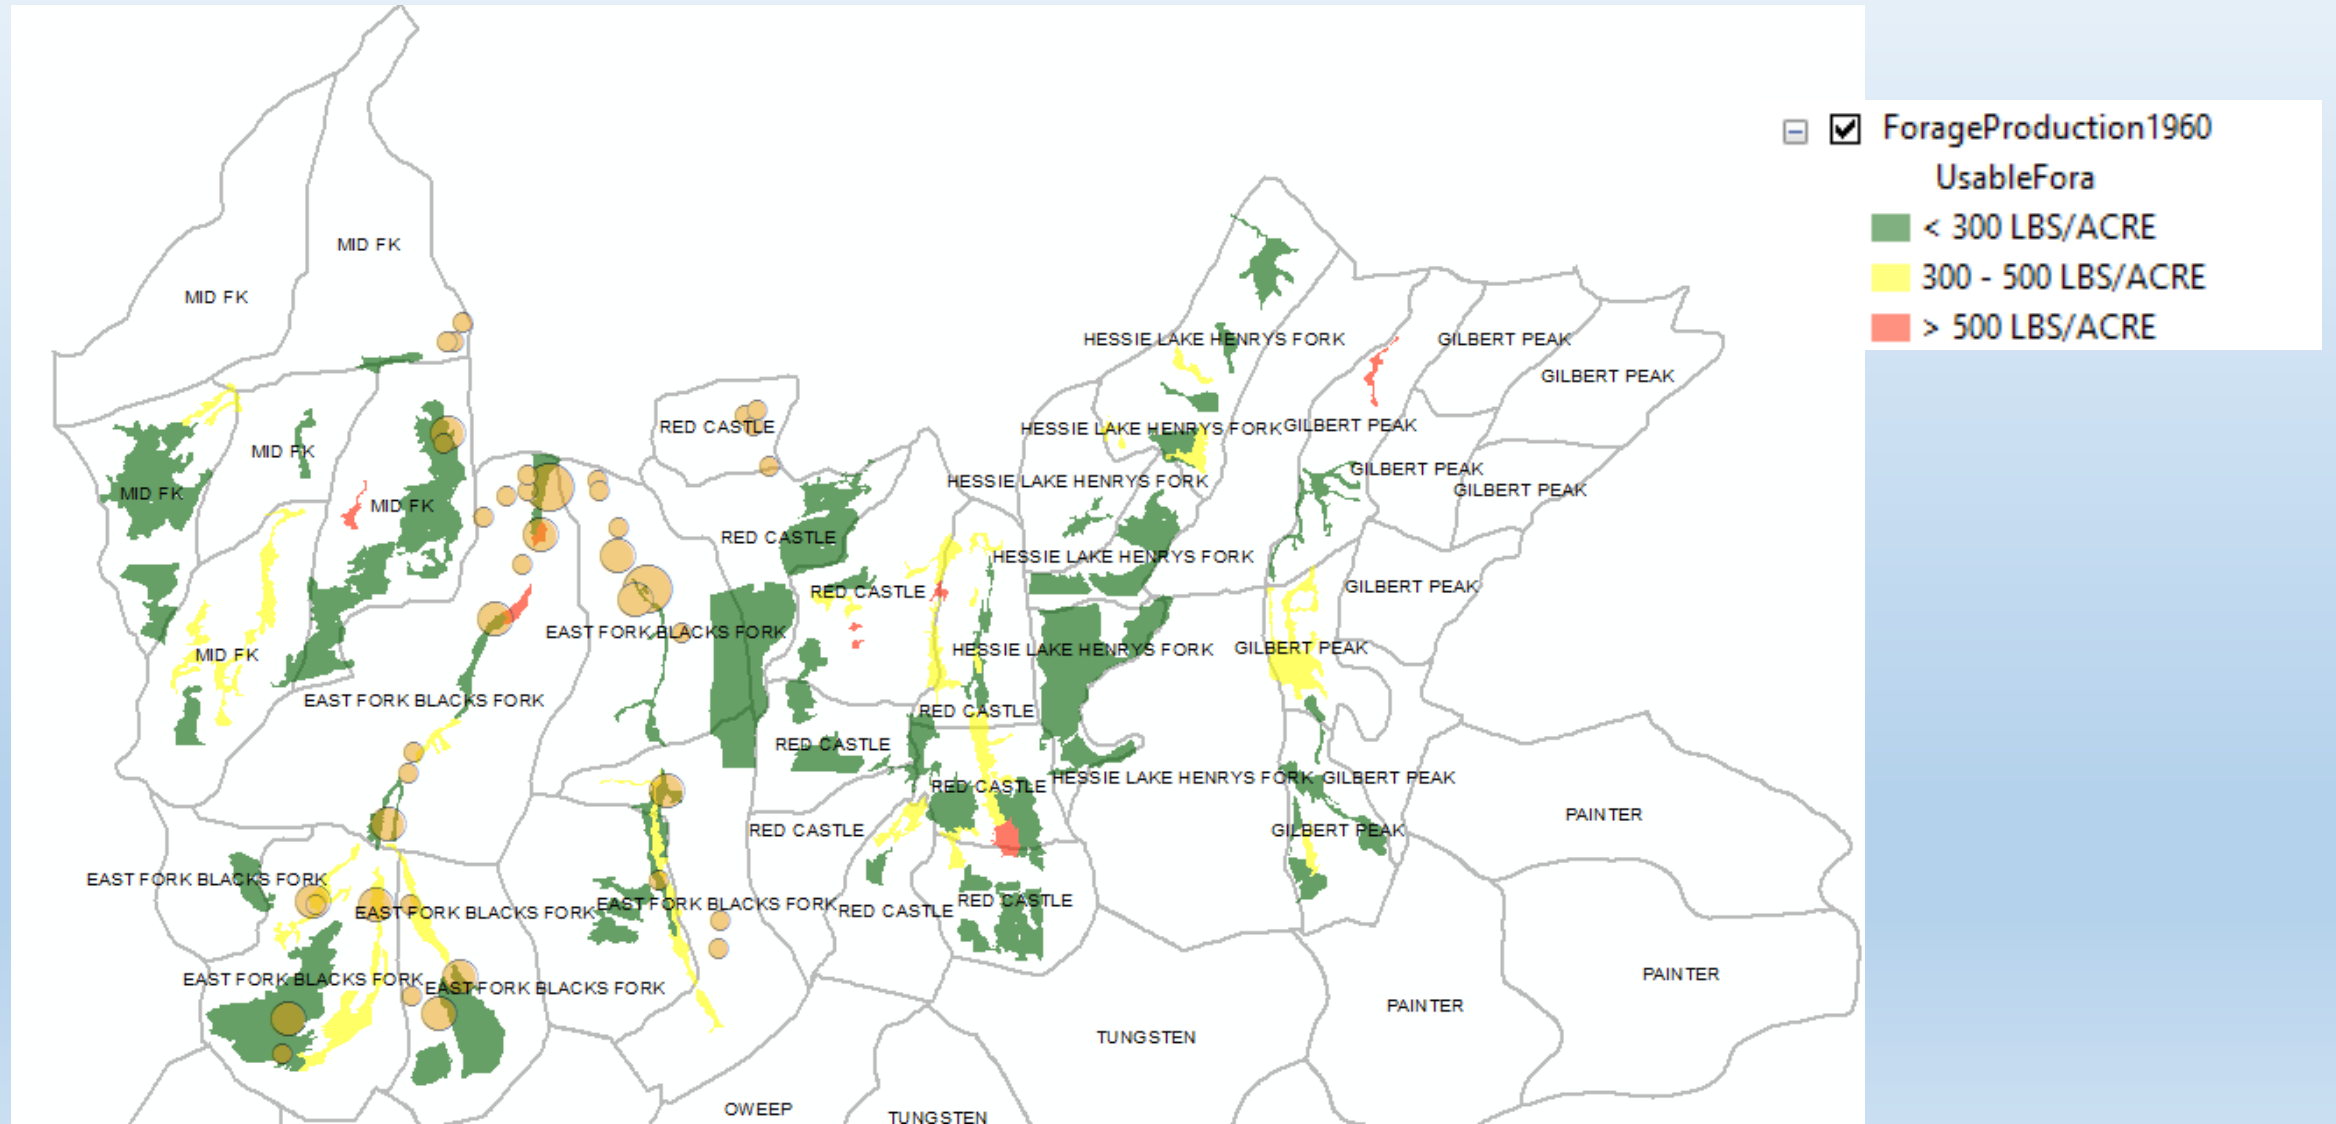 ForageProduction1960
UsableFora
< 300 LBS/ACRE
300 - 500 LBS/ACRE
> 500 LBS/ACRE
MID FK
MID FK
HESSIE LAKE HENRYS FORK
GILBERT PEAK
GILBERT PEAK
RED CASTLE
HESSIE LAKE HENRYS FORK
GILBERT PEAK
MID FK
GILBERT PEAK
HESSIE LAKE HENRYS FORK
GILBERT PEAK
MID FK
MID FK
RED CASTLE
HESSIE LAKE HENRYS FORK
GILBERT PEAK
RED CASTLE
EAST FORK BLACKS FORK
HESSIE LAKE HENRYS FORK
GILBERT PEAK
MID FK
EAST FORK BLACKS FORK
RED CASTLE
RED CASTLE
HESSIE LAKE HENRYS FORK
GILBERT PEAK
RED CASTLE
PAINTER
RED CASTLE
GILBERT PEAK
EAST FORK BLACKS FORK
RED CASTLE
EAST FORK BLACKS FORK
EAST FORK BLACKS FORK
RED CASTLE
PAINTER
EAST FORK BLACKS FORK
EAST FORK BLACKS FORK
PAINTER
TUNGSTEN
OWEEP
TUNGSTEN